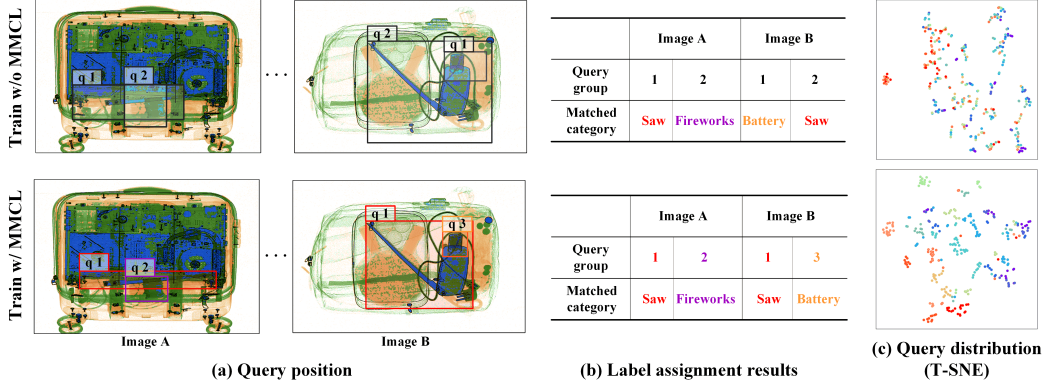 Train w/o MMCL
q 1
q 2
...
q 2
q 1
Image A Image B
Query group 1 2 1 2
Matched category Saw Fireworks Battery Saw
Train w/ MMCL
q 1
q 2
...
q 1
q 3
Image A Image B
Image A Image B
Query group 1 2 1 3
Matched category Saw Fireworks Saw Battery
(a) Query position
(b) Label assignment results
(c) Query distribution
(T-SNE)